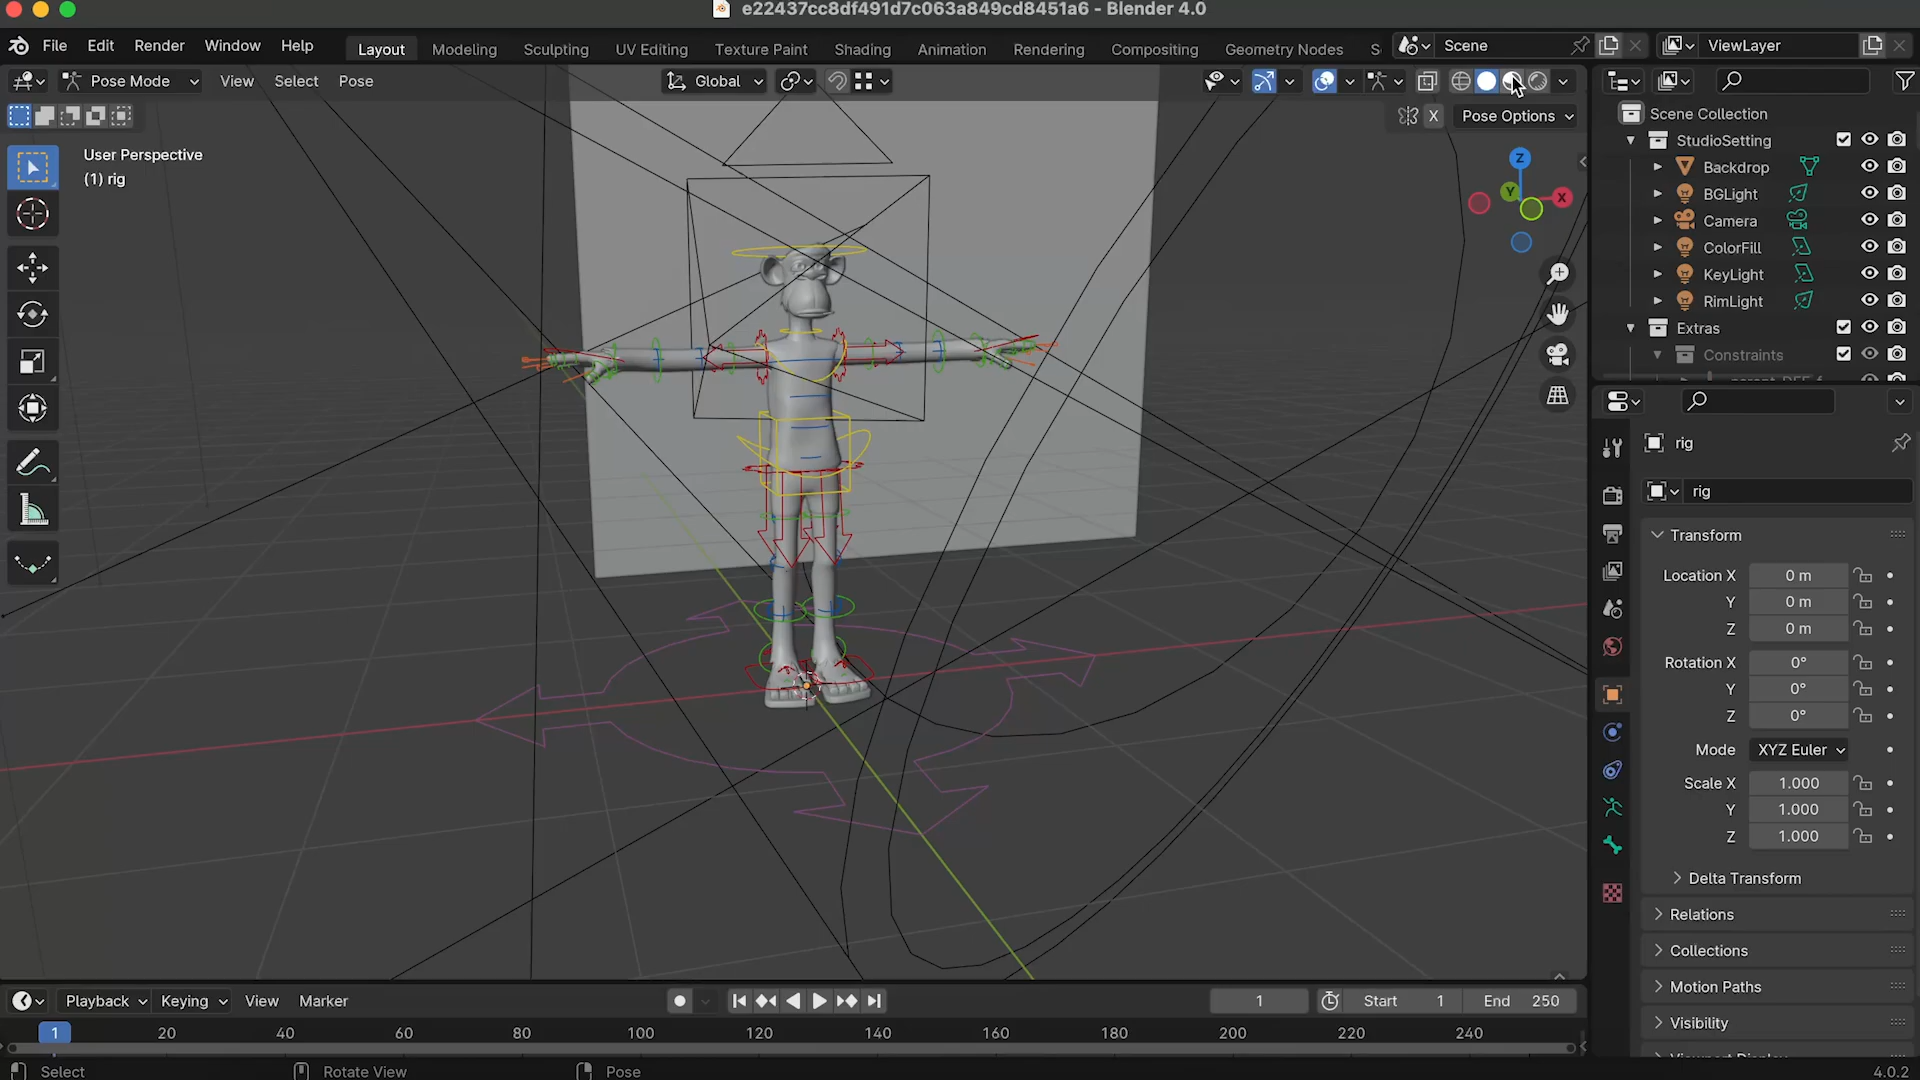 e22437cc8df491d7c063a849cd8451a6 - Blender 4.0
File Edit Render Window Help Layout Modeling Sculpting UV Editing Texture Paint Shading Animation Rendering Compositing Geometry Nodes S Scene ViewLayer
Pose Mode View Select Pose Global
X Pose Options
User Perspective
(1) rig
Z
Y
X
Scene Collection
StudioSetting
Backdrop
BGLight
Camera
ColorFill
KeyLight
RimLight
Extras
Constraints
rig
rig
Transform
Location X 0 m
Y 0 m
Z 0 m
Rotation X 0°
Y 0°
Z 0°
Mode XYZ Euler
Scale X 1.000
Y 1.000
Z 1.000
Delta Transform
Relations
Collections
Motion Paths
Visibility
Playback Keying View Marker 1 Start 1 End 250
1 20 40 60 80 100 120 140 160 180 200 220 240
Select Rotate View Pose 4.0.2